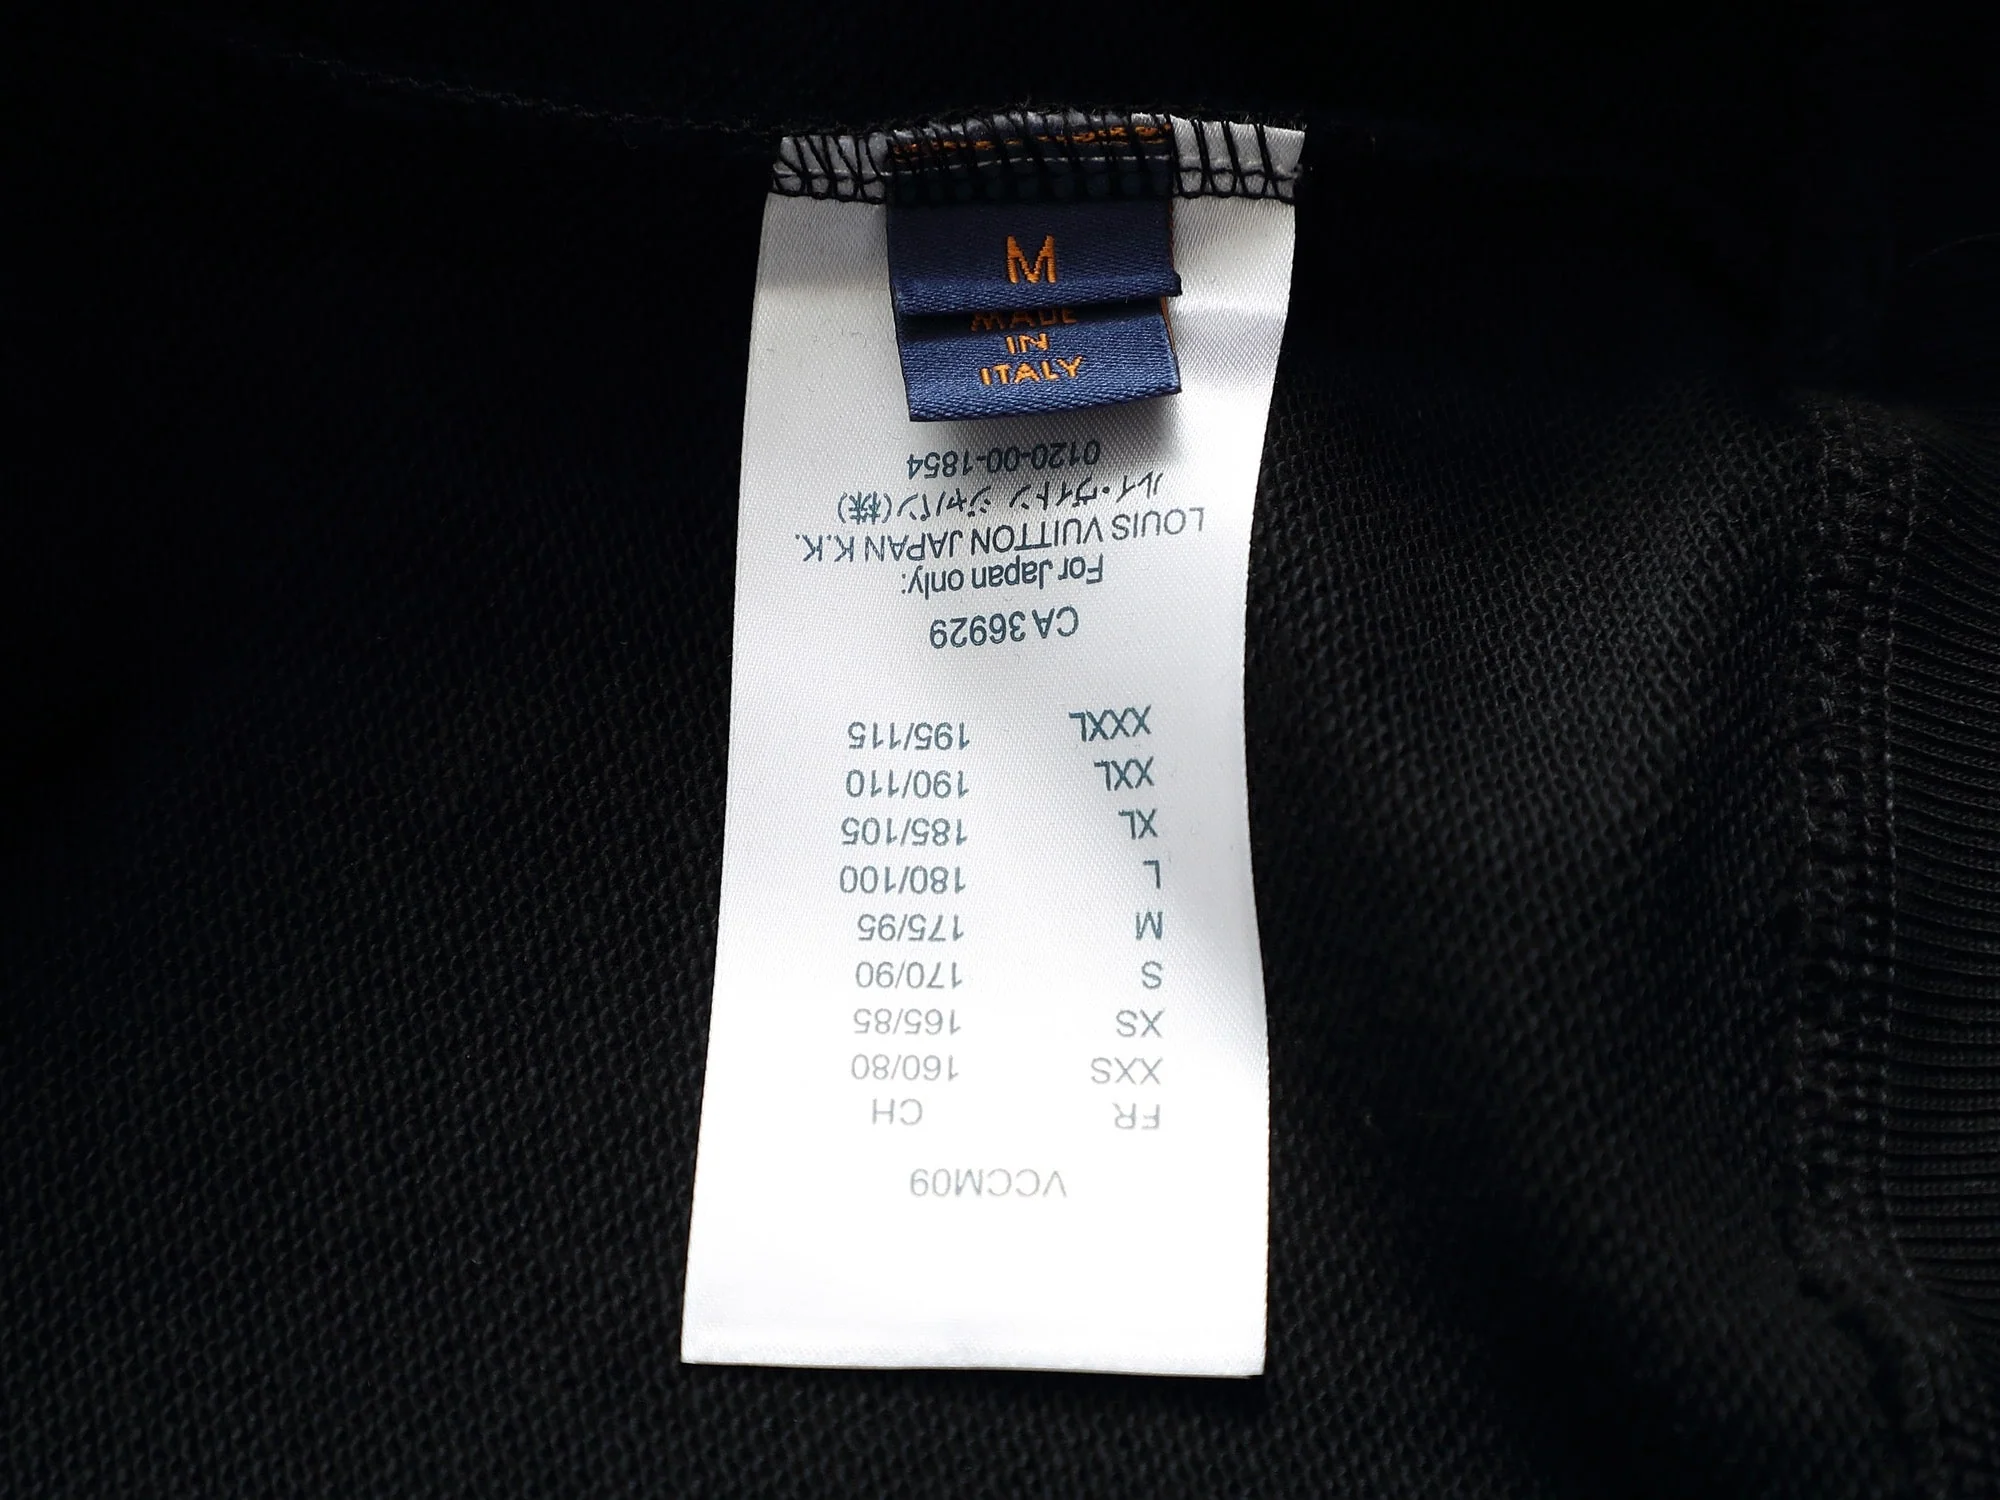 M
MADE
IN
ITALY
VCCM09
FR CH
XXS 160/80
XS 165/85
S 170/90
M 175/95
L 180/100
XL 185/105
XXL 190/110
XXXL 195/115
CA 36929
For Japan only:
LOUIS VUITTON JAPAN K.K.
ルイ・ヴィトン ジャパン(株)
0120-00-1854